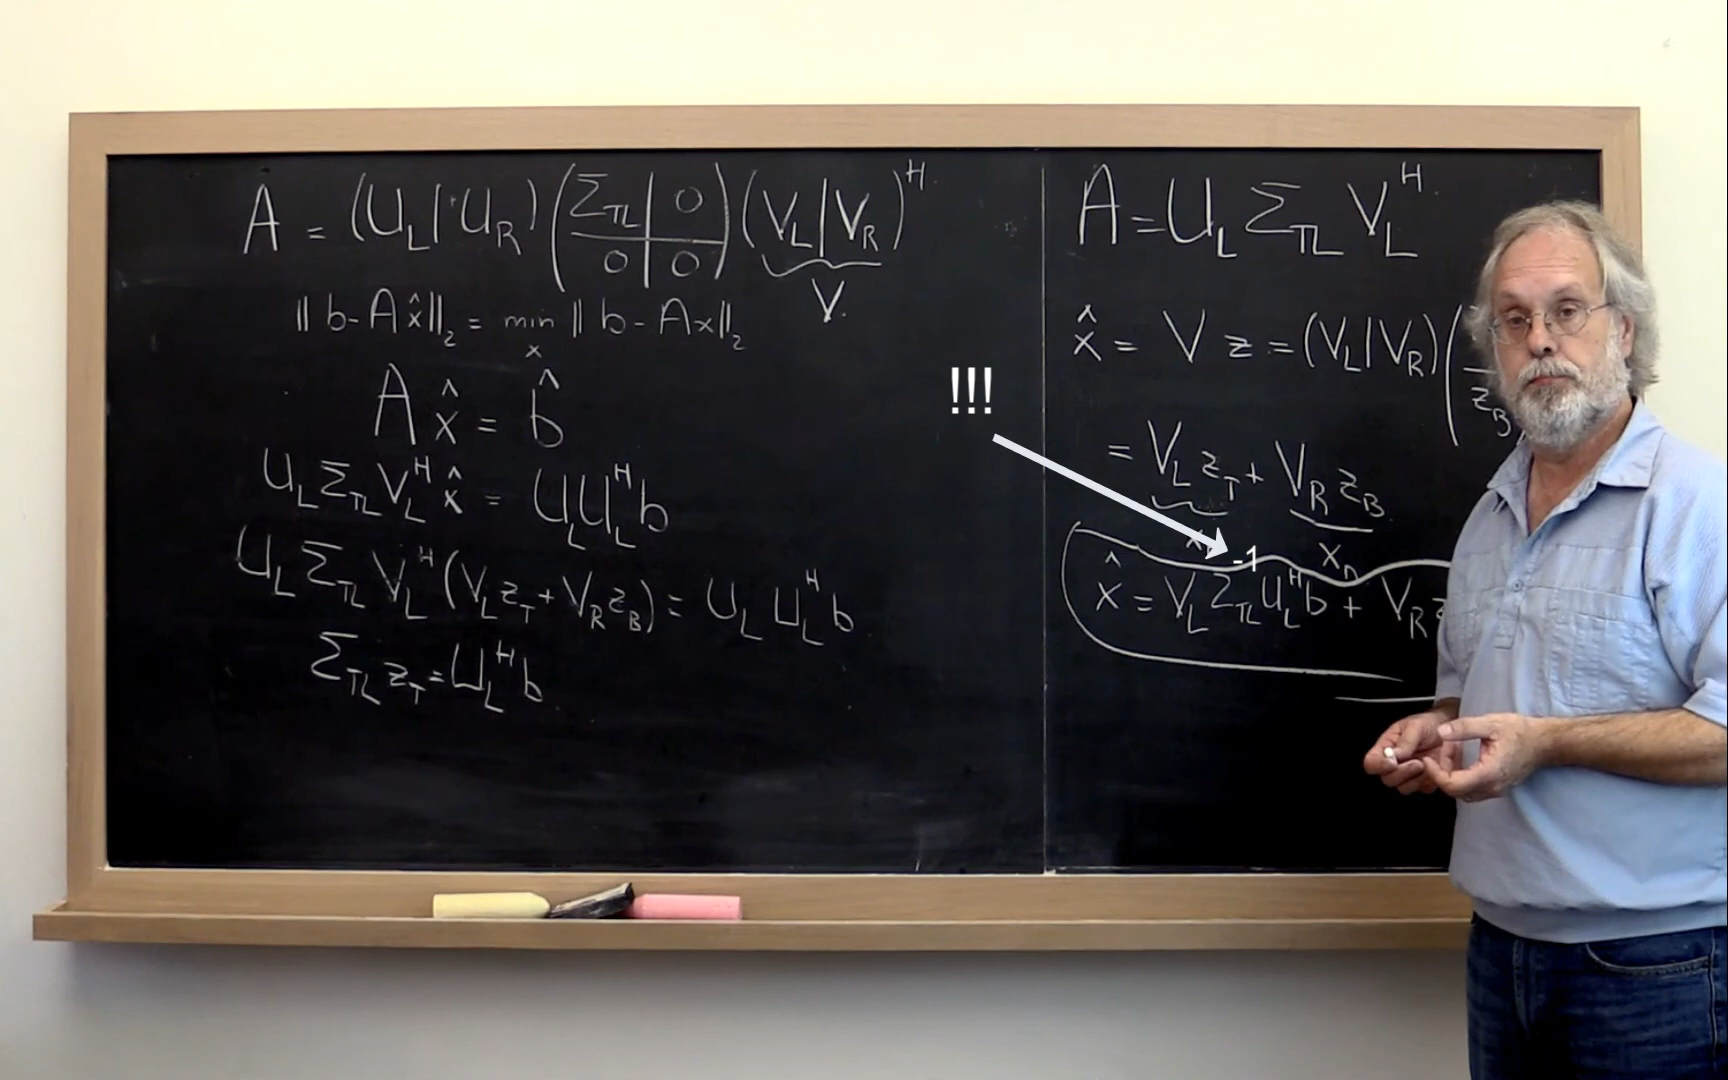 A = (U_L | U_R) (Σ_TL | 0 / 0 | 0) (V_L | V_R)^H
V.
|| b - A x̂ ||_2 = min_x || b - A x ||_2
A x̂ = b̂
U_L Σ_TL V_L^H x̂ = U_L U_L^H b
U_L Σ_TL V_L^H (V_L z_T + V_R z_B) = U_L U_L^H b
Σ_TL z_T = U_L^H b
!!!
A = U_L Σ_TL V_L^H
x̂ = V z = (V_L | V_R) ( z_B
= V_L z_T + V_R z_B
x_n
x̂ = V_L Σ_TL^-1 U_L^H b + V_R